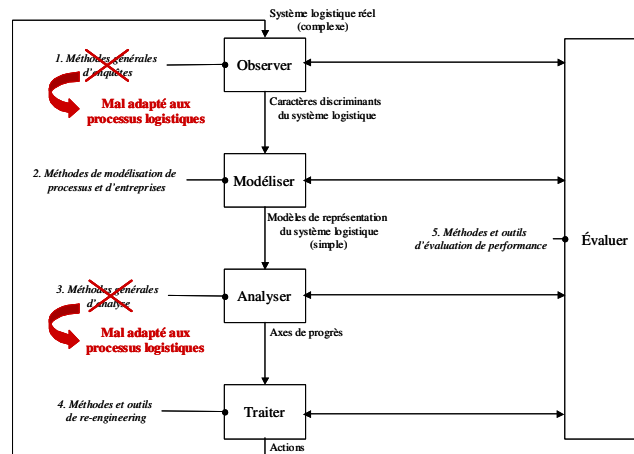 Système logistique réel
(complexe)
1. Méthodes générales
d'enquêtes
Observer
Mal adapté aux
processus logistiques
Caractères discriminants
du système logistique
2. Méthodes de modélisation de
processus et d'entreprises
Modéliser
Modèles de représentation
du système logistique
(simple)
5. Méthodes et outils
d'évaluation de performance
Évaluer
3. Méthodes générales
d'analyse
Analyser
Mal adapté aux
processus logistiques
Axes de progrès
4. Méthodes et outils
de re-engineering
Traiter
Actions